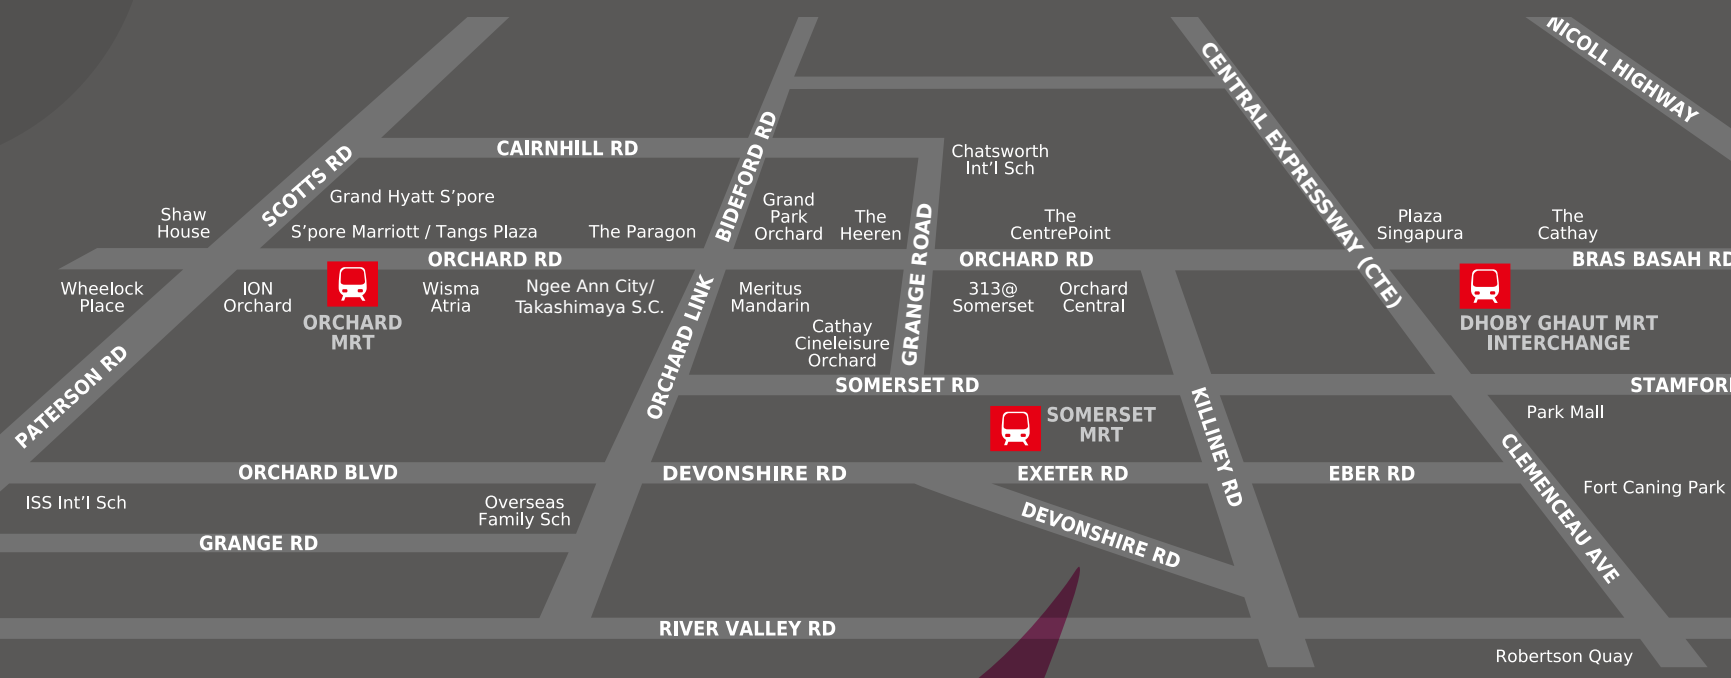 NICOLL HIGHWAY
CENTRAL EXPRESSWAY (CTE)
CAIRNHILL RD
BIDEFORD RD
SCOTTS RD
Chatsworth
Int'l Sch
Grand Hyatt S'pore
Shaw
House
S'pore Marriott / Tangs Plaza
The Paragon
Grand
Park
Orchard
The
Heeren
GRANGE ROAD
The
CentrePoint
Plaza
Singapura
The
Cathay
ORCHARD RD
ORCHARD RD
BRAS BASAH RD
Wheelock
Place
ION
Orchard
ORCHARD
MRT
Wisma
Atria
Ngee Ann City/
Takashimaya S.C.
ORCHARD LINK
Meritus
Mandarin
Cathay
Cineleisure
Orchard
313@
Somerset
Orchard
Central
DHOBY GHAUT MRT
INTERCHANGE
PATERSON RD
SOMERSET RD
STAMFOR
SOMERSET
MRT
KILLINEY RD
Park Mall
CLEMENCEAU AVE
ORCHARD BLVD
DEVONSHIRE RD
EXETER RD
EBER RD
Fort Caning Park
ISS Int'l Sch
Overseas
Family Sch
DEVONSHIRE RD
GRANGE RD
RIVER VALLEY RD
Robertson Quay